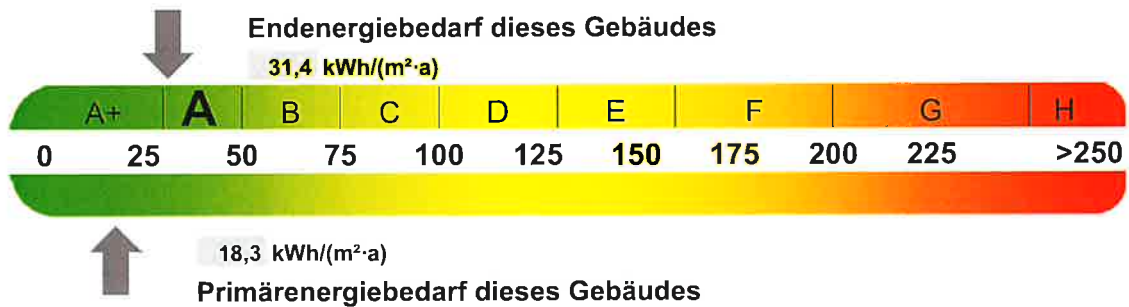 Endenergiebedarf dieses Gebäudes
31,4 kWh/(m²·a)
A+ A B C D E F G H
0 25 50 75 100 125 150 175 200 225 >250
18,3 kWh/(m²·a)
Primärenergiebedarf dieses Gebäudes